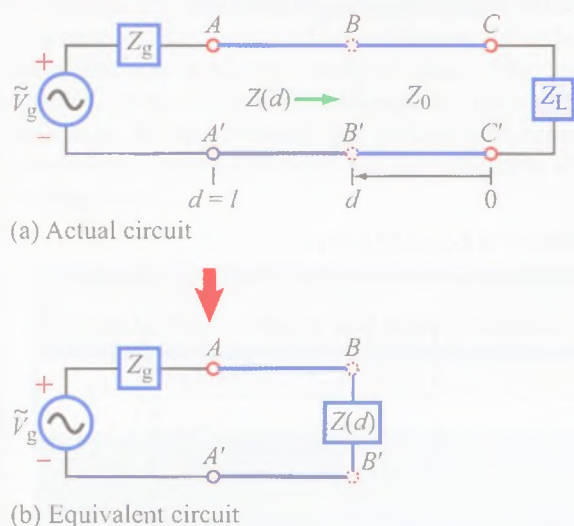 A B C
Z_g
+
Ṽ_g
−
Z(d) Z_0 Z_L
A' B' C'
d = l d 0
(a) Actual circuit
A B
Z_g
+
Ṽ_g
−
Z(d)
A' B'
(b) Equivalent circuit